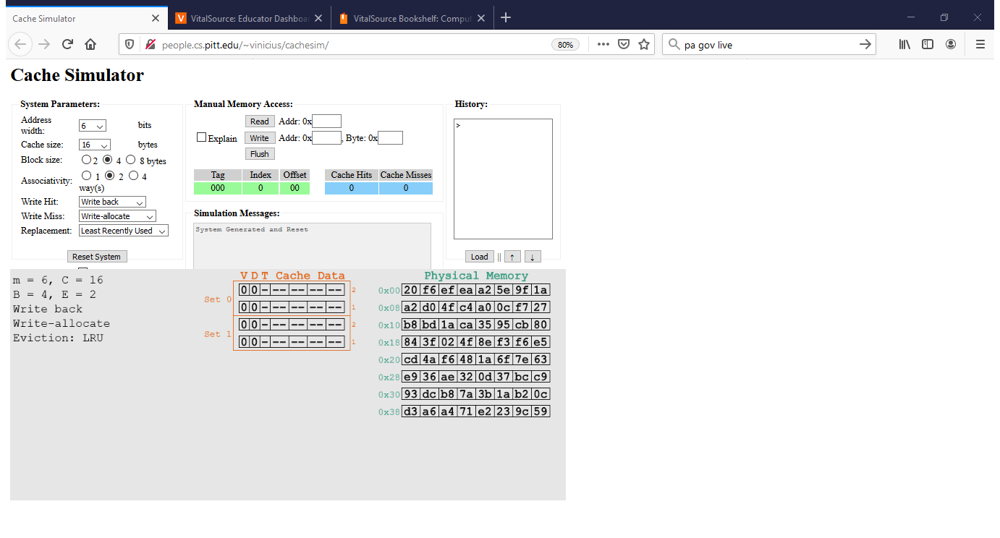 Cache Simulator
VitalSource: Educator Dashboar
VitalSource Bookshelf: Comput
people.cs.pitt.edu/~vinicius/cachesim/
80%
pa gov live
Cache Simulator
System Parameters:
Address width: 6 bits
Cache size: 16 bytes
Block size: 2 4 8 bytes
Associativity: 1 2 4 way(s)
Write Hit: Write back
Write Miss: Write-allocate
Replacement: Least Recently Used
Reset System
Manual Memory Access:
Read Addr: 0x
Explain Write Addr: 0x , Byte: 0x
Flush
Tag Index Offset Cache Hits Cache Misses
000 0 00 0 0
Simulation Messages:
System Generated and Reset
History:
>
Load || ↑ ↓
m = 6, C = 16
B = 4, E = 2
Write back
Write-allocate
Eviction: LRU
V D T Cache Data
Set 0
0 0 - -- -- -- -- 2
0 0 - -- -- -- -- 1
Set 1
0 0 - -- -- -- -- 2
0 0 - -- -- -- -- 1
Physical Memory
0x00 20 f6 ef ea a2 5e 9f 1a
0x08 a2 d0 4f c4 a0 0c f7 27
0x10 b8 bd 1a ca 35 95 cb 80
0x18 84 3f 02 4f 8e f3 f6 e5
0x20 cd 4a f6 48 1a 6f 7e 63
0x28 e9 36 ae 32 0d 37 bc c9
0x30 93 dc b8 7a 3b 1a b2 0c
0x38 d3 a6 a4 71 e2 23 9c 59